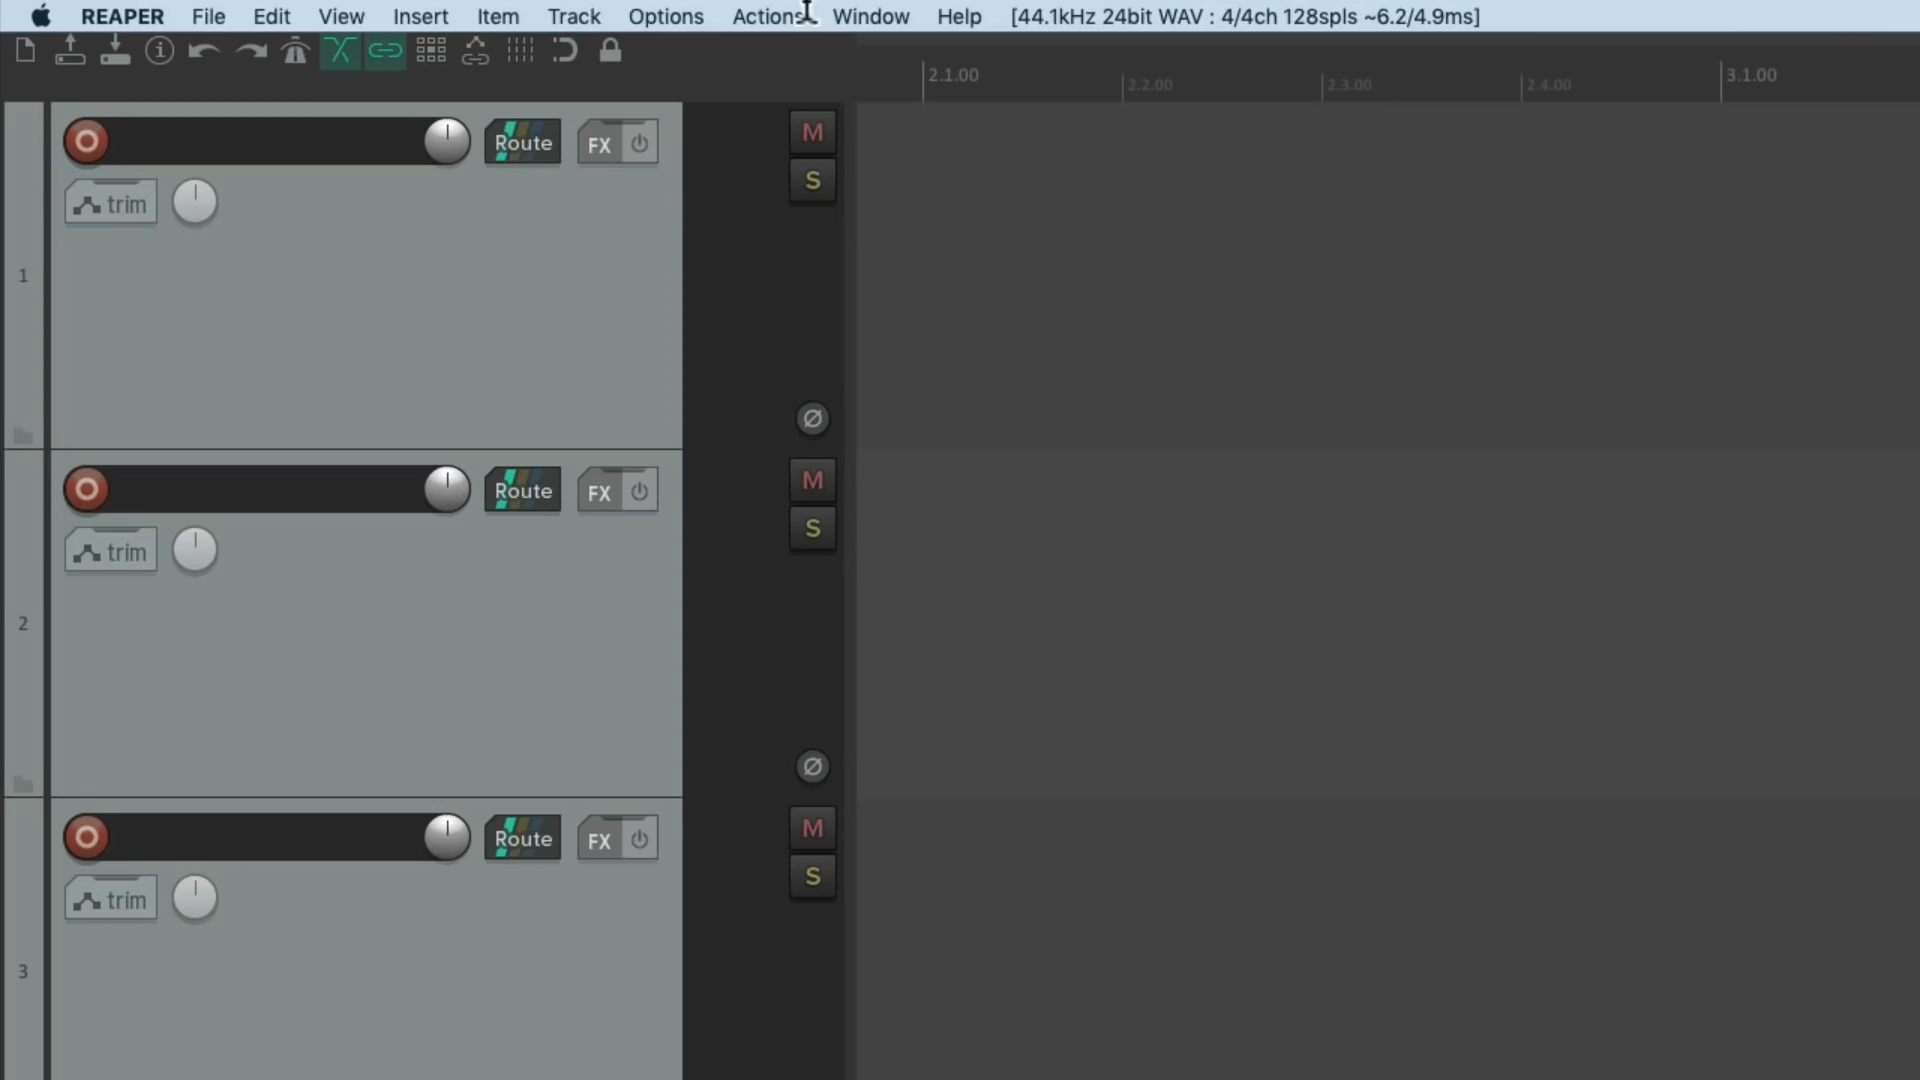 REAPER File Edit View Insert Item Track Options Actions Window Help [44.1kHz 24bit WAV : 4/4ch 128spls ~6.2/4.9ms]
2.1.00 2.2.00 2.3.00 2.4.00 3.1.00
Route FX M
trim S
1
Route FX M
trim S
2
Route FX M
trim S
3